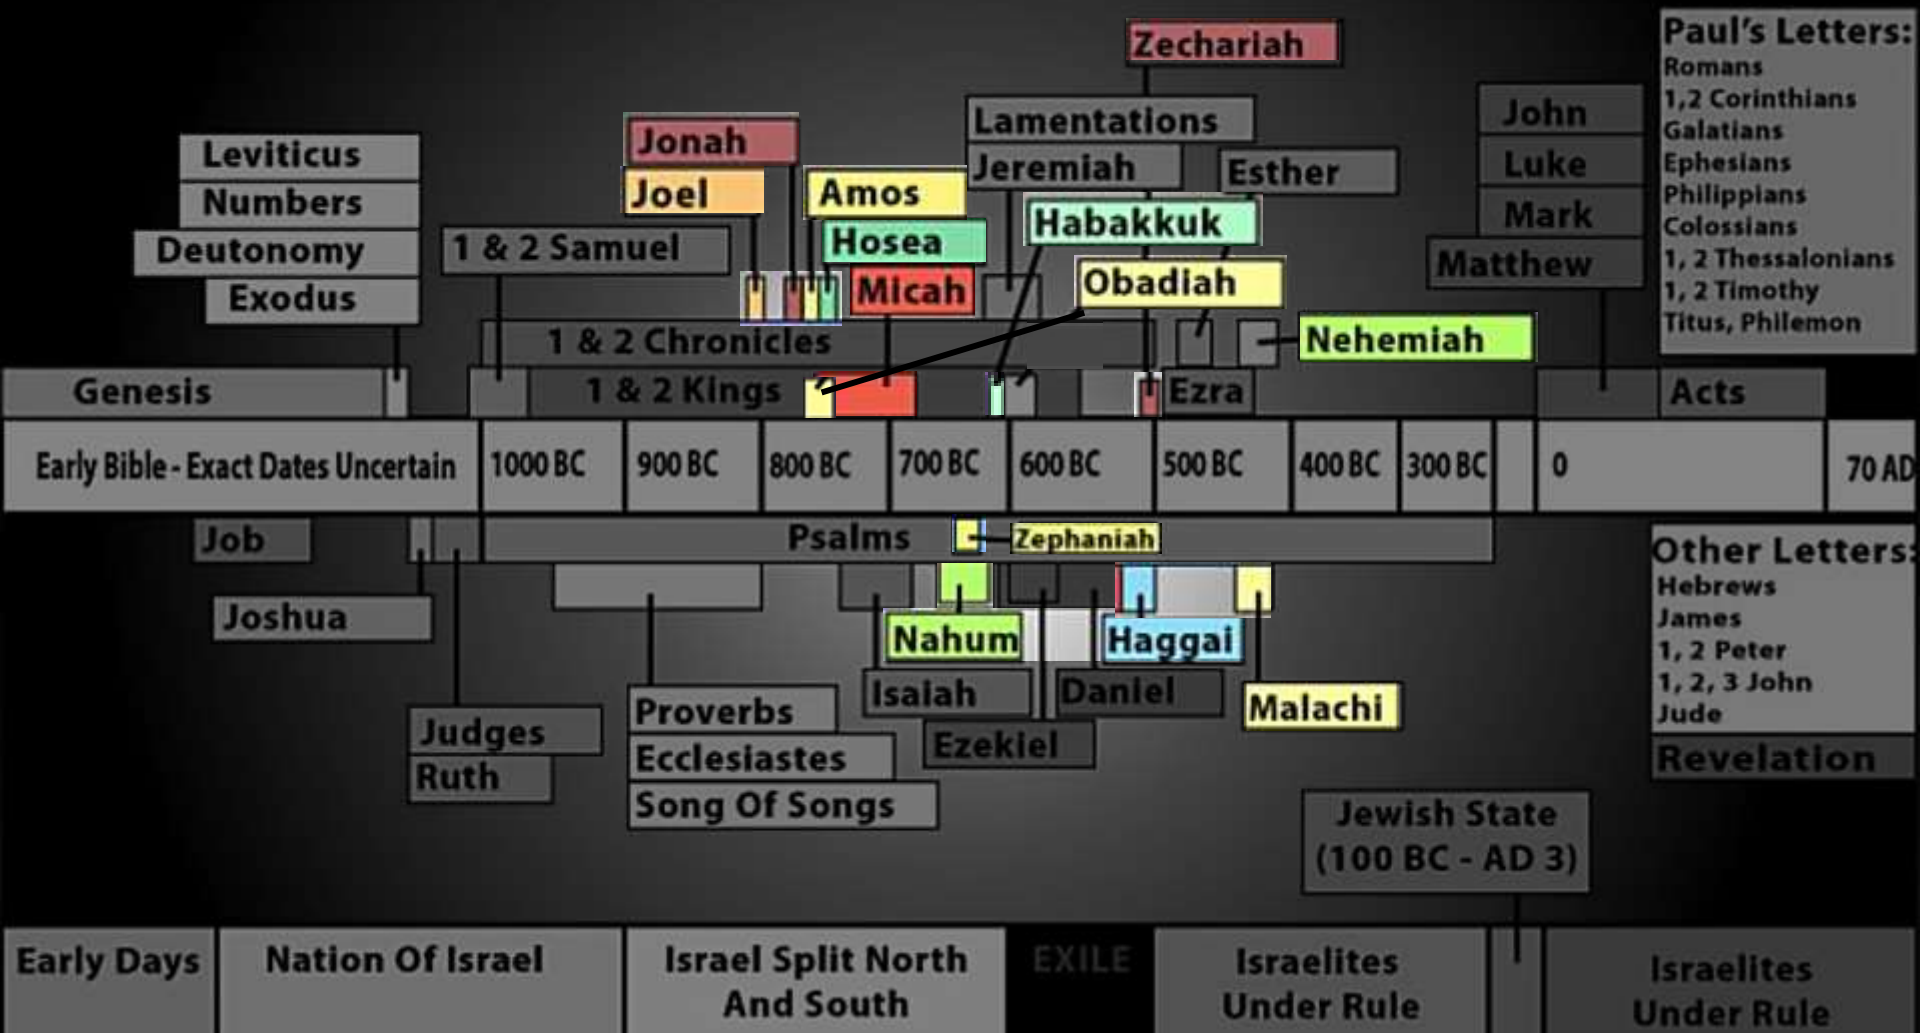 Zechariah
Paul's Letters:
Romans
1,2 Corinthians
Galatians
Ephesians
Philippians
Colossians
1, 2 Thessalonians
1, 2 Timothy
Titus, Philemon
John
Luke
Mark
Matthew
Lamentations
Jeremiah
Esther
Jonah
Joel
Amos
Hosea
Micah
Habakkuk
Obadiah
Nehemiah
Leviticus
Numbers
Deutonomy
Exodus
1 & 2 Samuel
1 & 2 Chronicles
Genesis
1 & 2 Kings
Ezra
Acts
Early Bible - Exact Dates Uncertain
1000 BC
900 BC
800 BC
700 BC
600 BC
500 BC
400 BC
300 BC
0
70 AD
Job
Psalms
Zephaniah
Joshua
Nahum
Haggai
Isaiah
Daniel
Malachi
Ezekiel
Judges
Ruth
Proverbs
Ecclesiastes
Song Of Songs
Other Letters:
Hebrews
James
1, 2 Peter
1, 2, 3 John
Jude
Revelation
Jewish State
(100 BC - AD 3)
Early Days
Nation Of Israel
Israel Split North
And South
EXILE
Israelites
Under Rule
Israelites
Under Rule